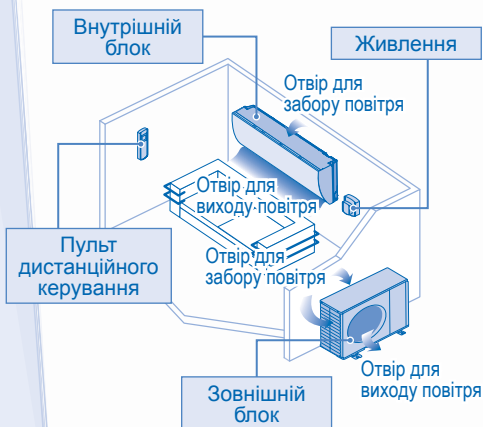 Внутрішній
блок
Живлення
Отвір для
забору повітря
Отвір для
виходу повітря
Пульт
дистанційного
керування
Отвір для
забору повітря
Отвір для
виходу повітря
Зовнішній
блок